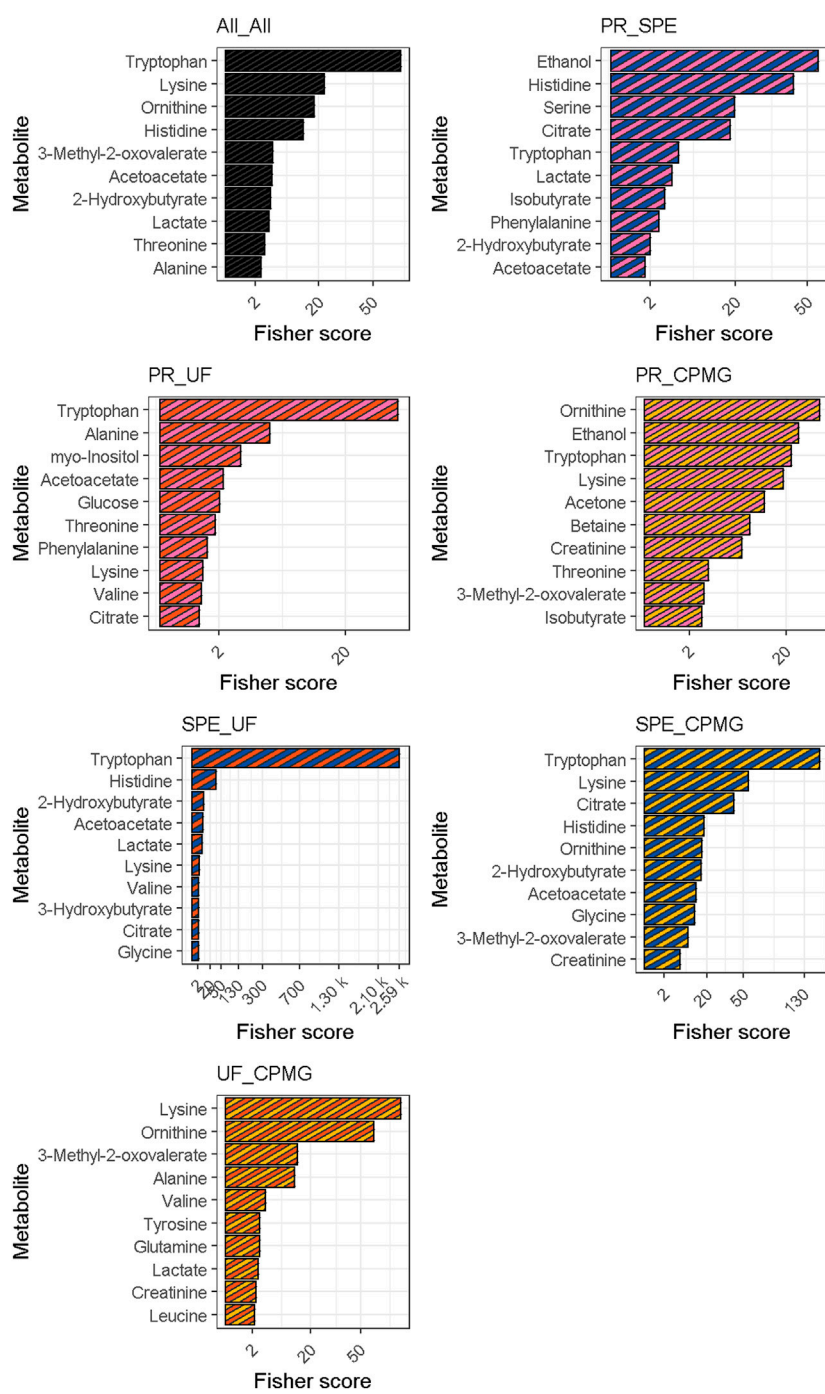 All_All
Metabolite
Tryptophan
Lysine
Ornithine
Histidine
3-Methyl-2-oxovalerate
Acetoacetate
2-Hydroxybutyrate
Lactate
Threonine
Alanine
2
20
50
Fisher score
PR_SPE
Metabolite
Ethanol
Histidine
Serine
Citrate
Tryptophan
Lactate
Isobutyrate
Phenylalanine
2-Hydroxybutyrate
Acetoacetate
2
20
50
Fisher score
PR_UF
Metabolite
Tryptophan
Alanine
myo-Inositol
Acetoacetate
Glucose
Threonine
Phenylalanine
Lysine
Valine
Citrate
2
20
Fisher score
PR_CPMG
Metabolite
Ornithine
Ethanol
Tryptophan
Lysine
Acetone
Betaine
Creatinine
Threonine
3-Methyl-2-oxovalerate
Isobutyrate
2
20
Fisher score
SPE_UF
Metabolite
Tryptophan
Histidine
2-Hydroxybutyrate
Acetoacetate
Lactate
Lysine
Valine
3-Hydroxybutyrate
Citrate
Glycine
2
20
50
130
300
700
1.30 k
2.10 k
2.59 k
Fisher score
SPE_CPMG
Metabolite
Tryptophan
Lysine
Citrate
Histidine
Ornithine
2-Hydroxybutyrate
Acetoacetate
Glycine
3-Methyl-2-oxovalerate
Creatinine
2
20
50
130
Fisher score
UF_CPMG
Metabolite
Lysine
Ornithine
3-Methyl-2-oxovalerate
Alanine
Valine
Tyrosine
Glutamine
Lactate
Creatinine
Leucine
2
20
50
Fisher score